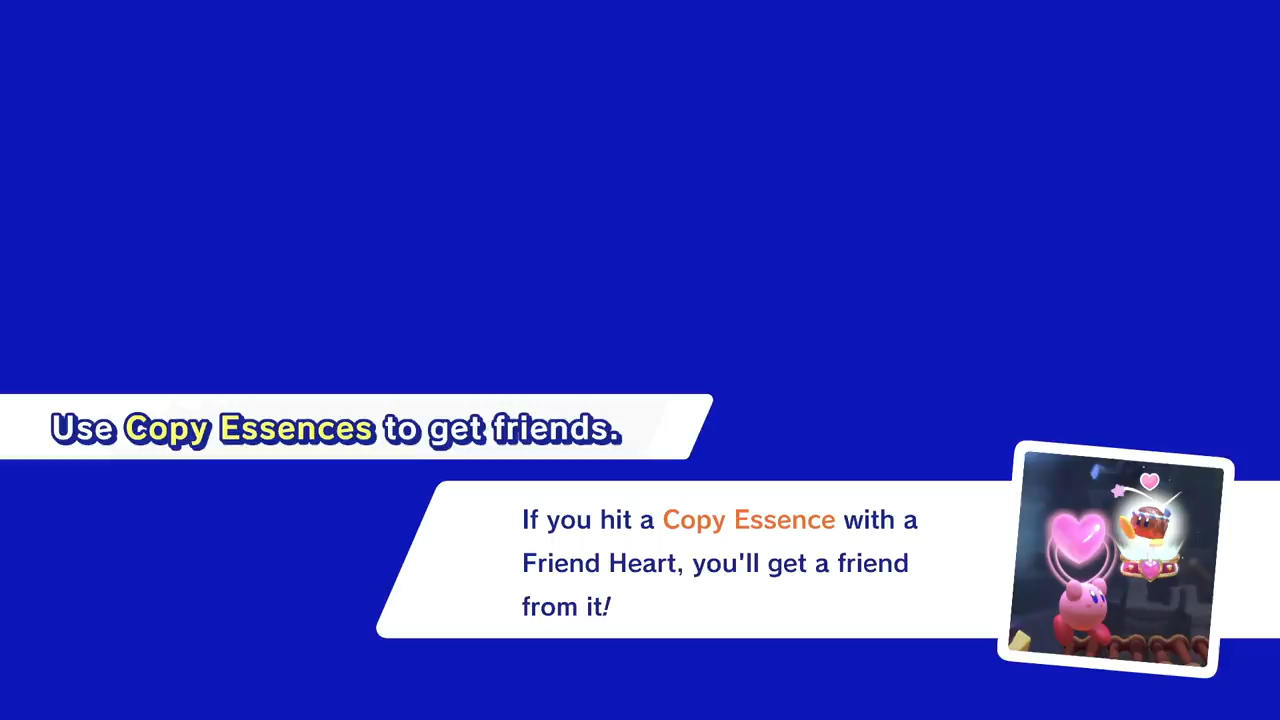 Use Copy Essences to get friends.
If you hit a Copy Essence with a
Friend Heart, you'll get a friend
from it!